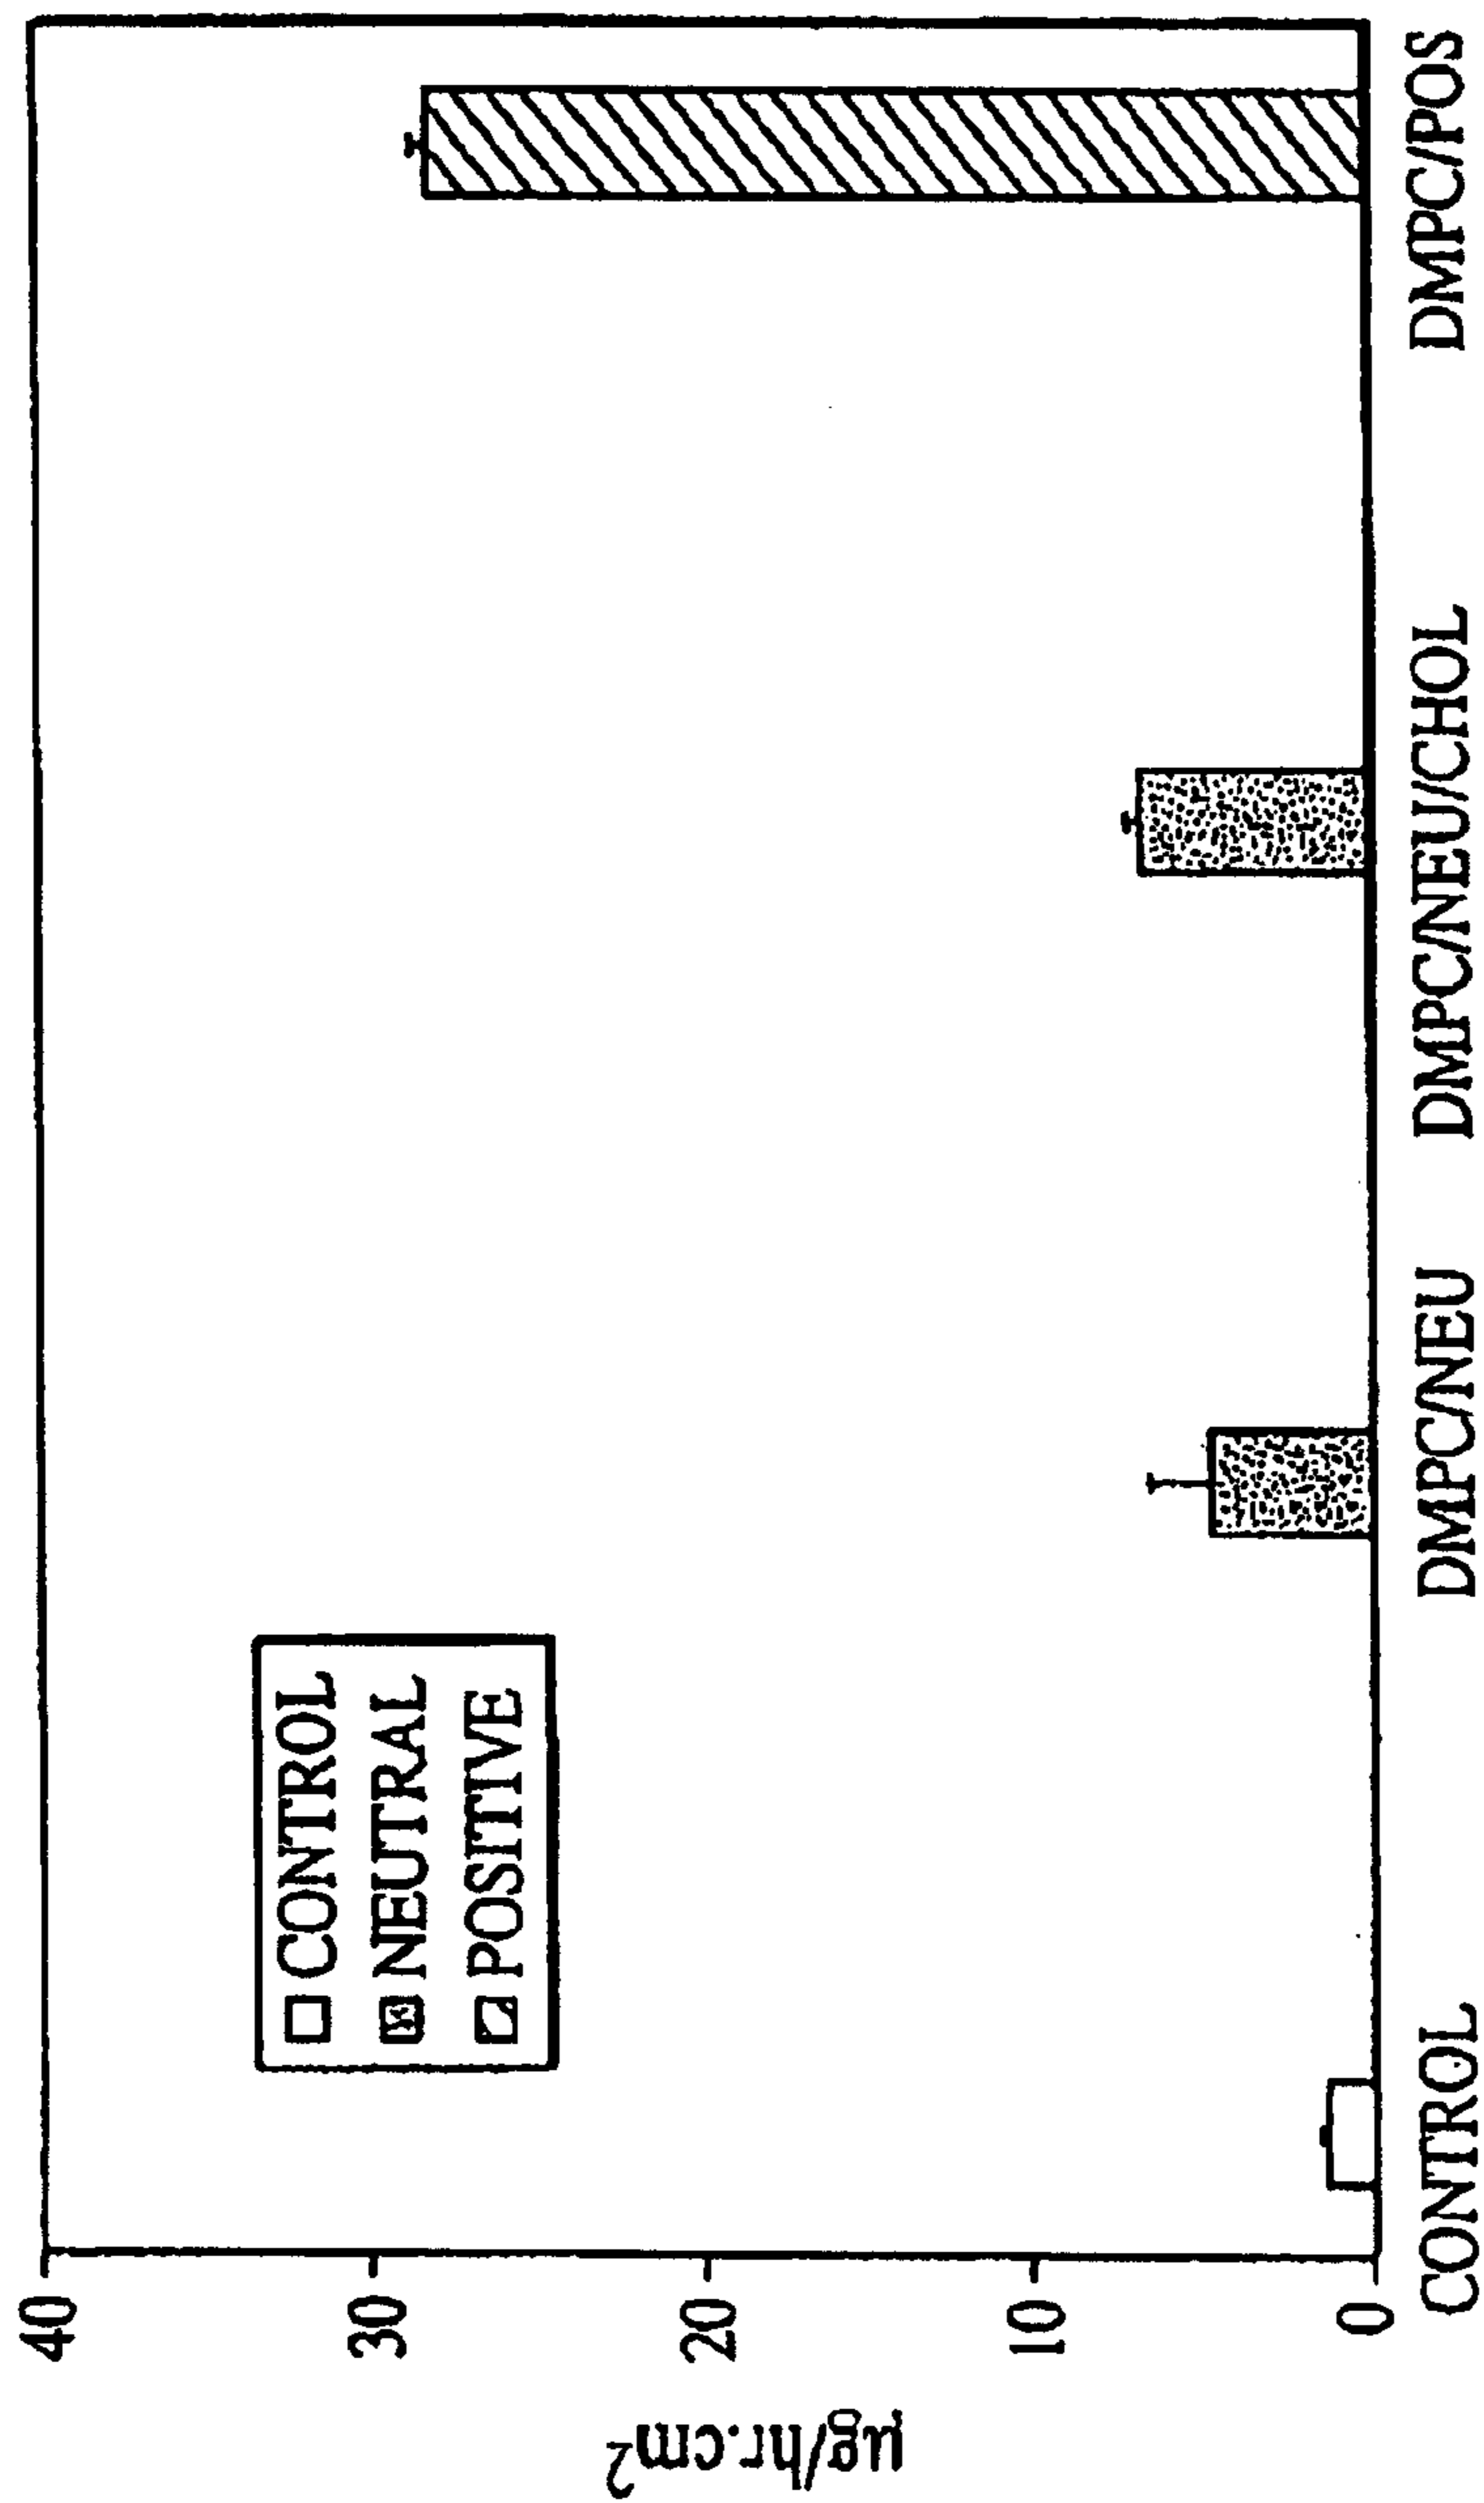 µg/hr.cm²
40
30
20
10
0
CONTROL
NEUTRAL
POSITIVE
CONTROL
DMPC/NEU
DMPC/NEU/CHOL
DMPC/POS